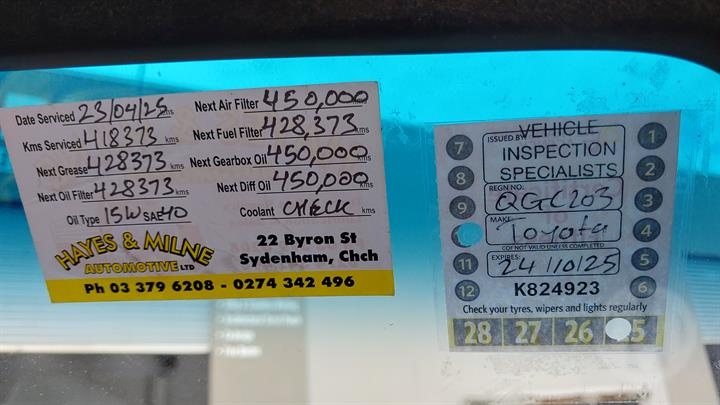 Date Serviced 23/04/25 kms
Kms Serviced 418373 kms
Next Grease 428373 kms
Next Oil Filter 428373 kms
Oil Type 15W SAE40
Next Air Filter 450,000 kms
Next Fuel Filter 428,373 kms
Next Gearbox Oil 450,000 kms
Next Diff Oil 450,000 kms
Coolant CHECK kms
HAYES & MILNE
AUTOMOTIVE LTD
22 Byron St
Sydenham, Chch
Ph 03 379 6208 - 0274 342 496
ISSUED BY
VEHICLE
INSPECTION
SPECIALISTS
REGN NO:
QGC203
MAKE:
Toyota
COF NOT VALID UNLESS COMPLETED
EXPIRES:
24/10/25
K824923
7
8
9
11
12
1
2
3
4
5
6
Check your tyres, wipers and lights regularly
28 27 26 25